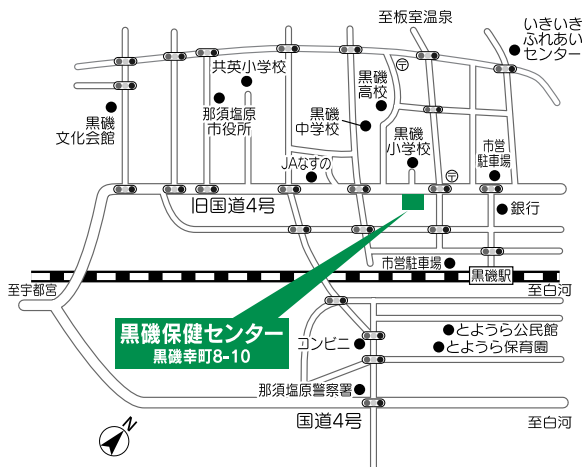 至板室温泉
いきいき
ふれあい
センター
共英小学校
黒磯
高校
〒
黒磯
文化会館
那須塩原
市役所
黒磯
中学校
黒磯
小学校
JAなすの
〒
市営
駐車場
旧国道4号
銀行
市営駐車場
黒磯駅
至宇都宮
至白河
黒磯保健センター
黒磯幸町8-10
コンビニ
とようら公民館
とようら保育園
那須塩原警察署
国道4号
至白河
N